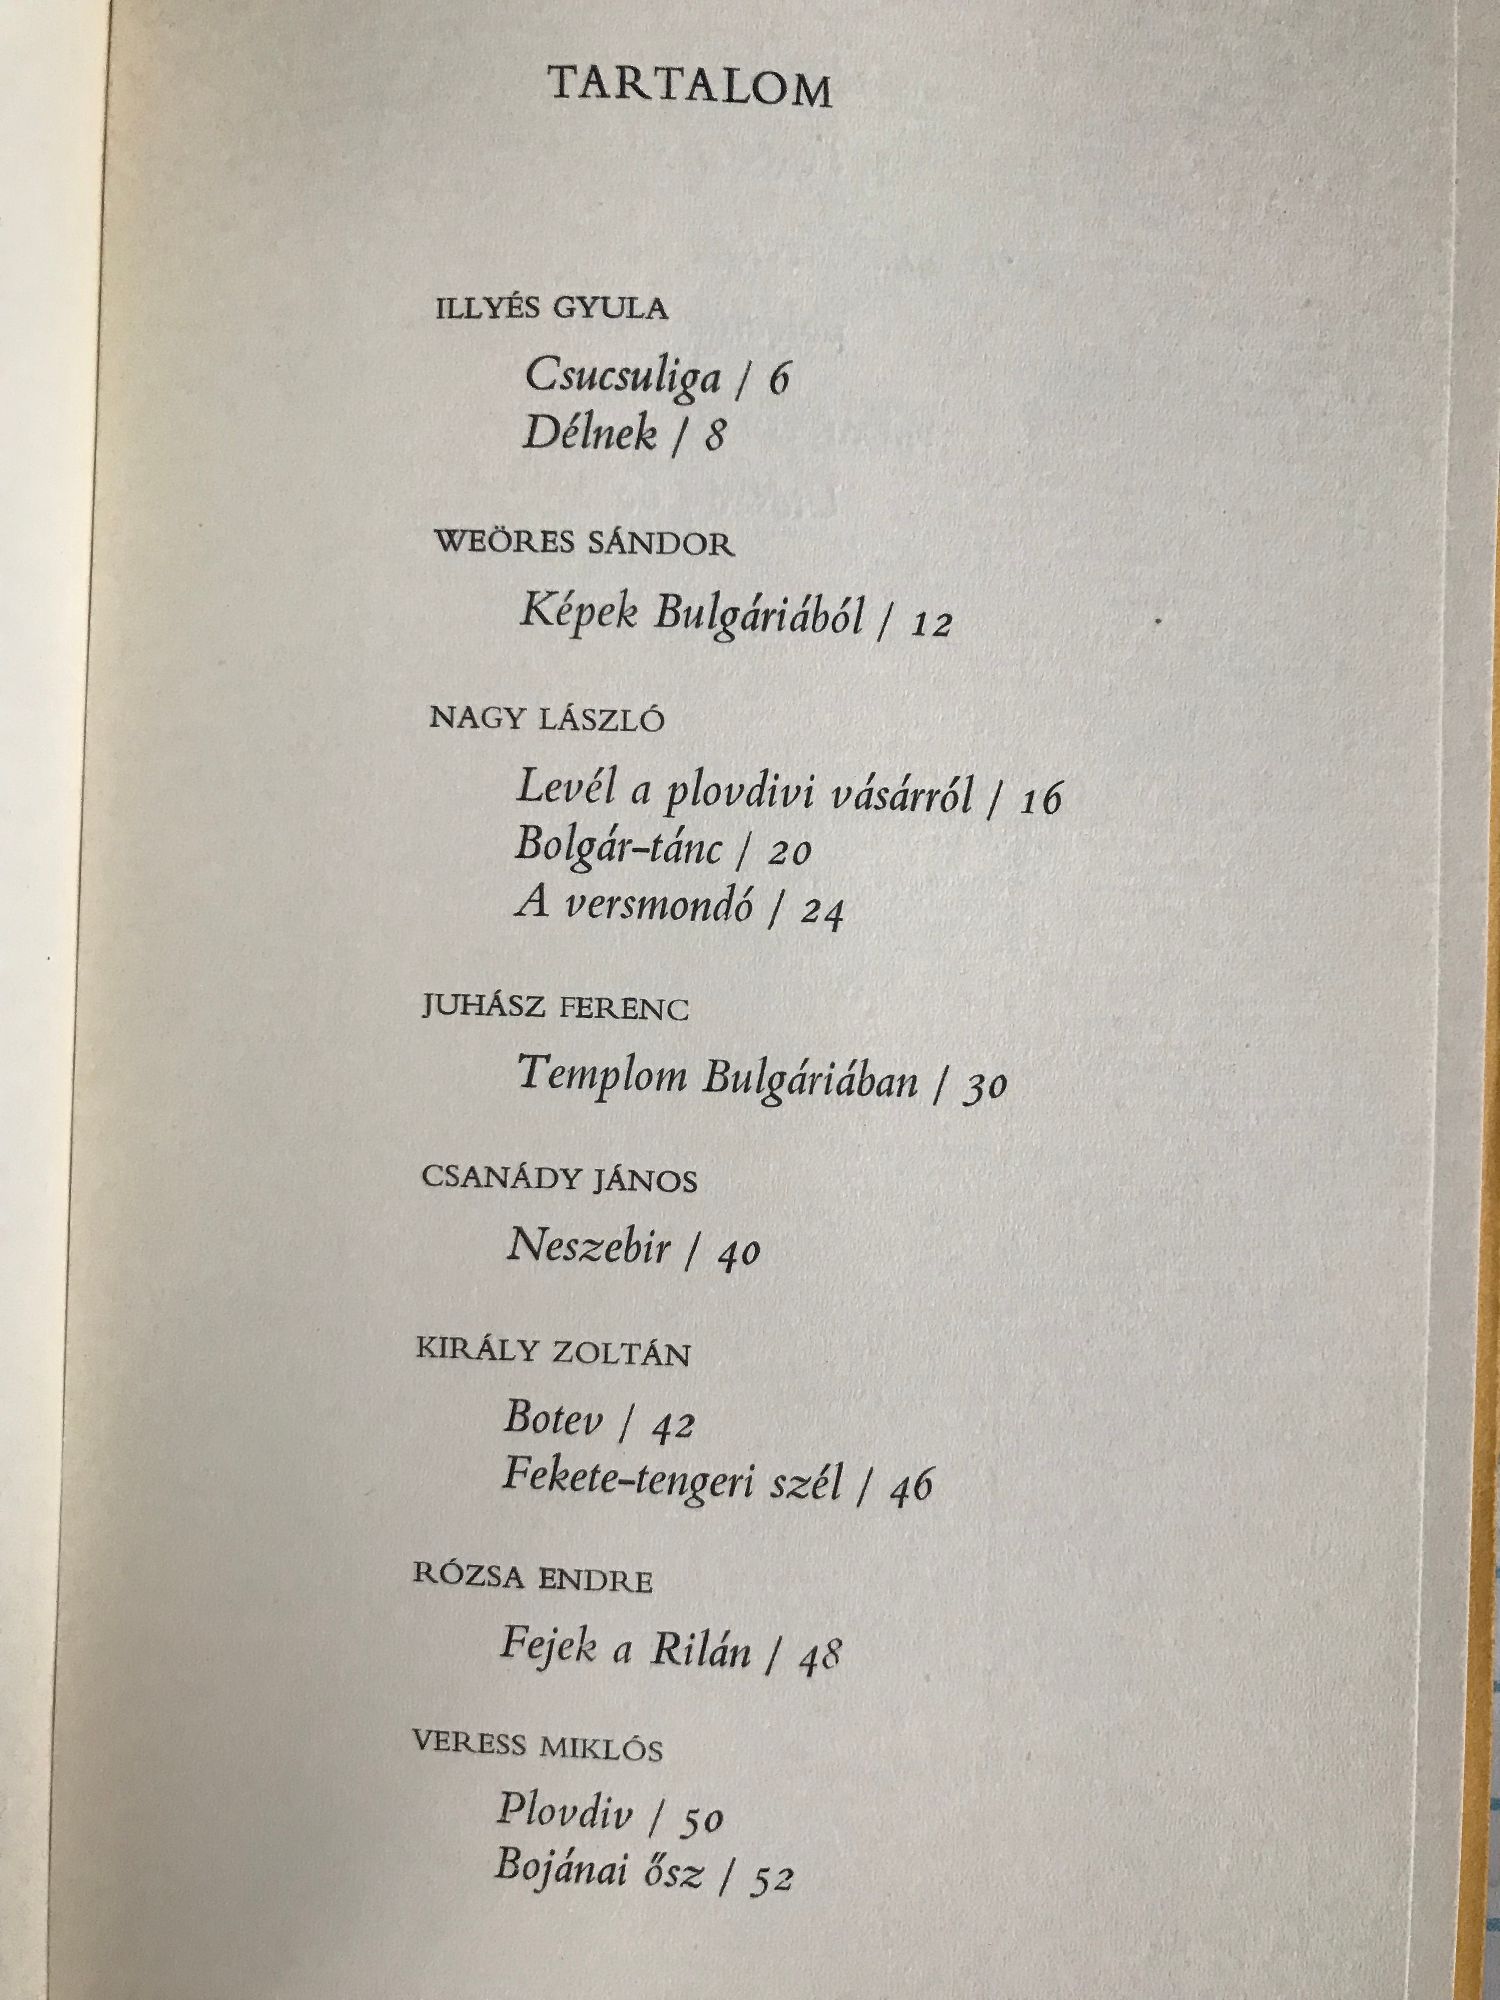 TARTALOM
ILLYÉS GYULA
Csucsuliga / 6
Délnek / 8
WEÖRES SÁNDOR
Képek Bulgáriából / 12
NAGY LÁSZLÓ
Levél a plovdivi vásárról / 16
Bolgár-tánc / 20
A versmondó / 24
JUHÁSZ FERENC
Templom Bulgáriában / 30
CSANÁDY JÁNOS
Neszebir / 40
KIRÁLY ZOLTÁN
Botev / 42
Fekete-tengeri szél / 46
RÓZSA ENDRE
Fejek a Rilán / 48
VERESS MIKLÓS
Plovdiv / 50
Bojánai ősz / 52